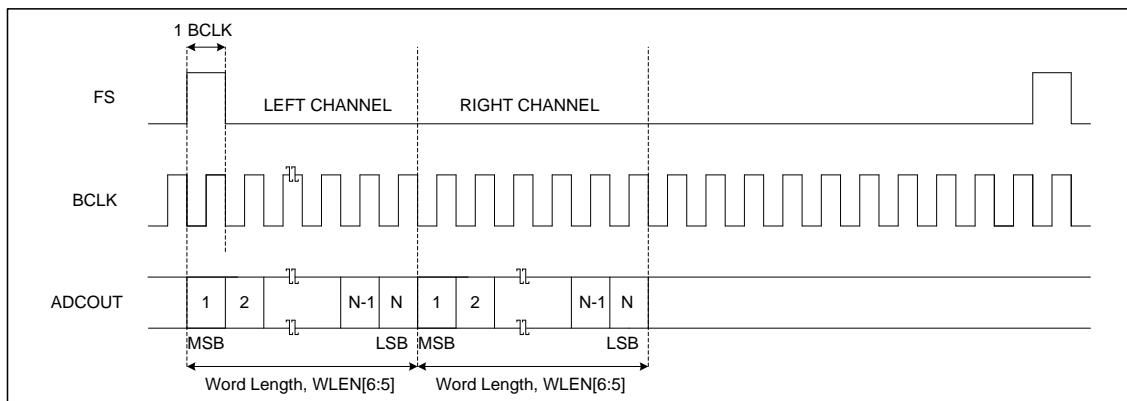 1 BCLK
FS
LEFT CHANNEL RIGHT CHANNEL
BCLK
ADCOUT 1 2 N-1 N 1 2 N-1 N
MSB LSB MSB LSB
Word Length, WLEN[6:5] Word Length, WLEN[6:5]